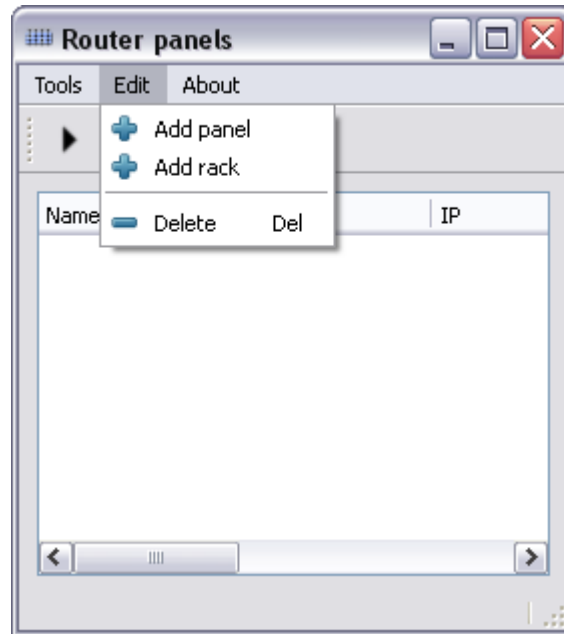 Router panels
Tools Edit About
Add panel
Add rack
Delete Del
Name IP